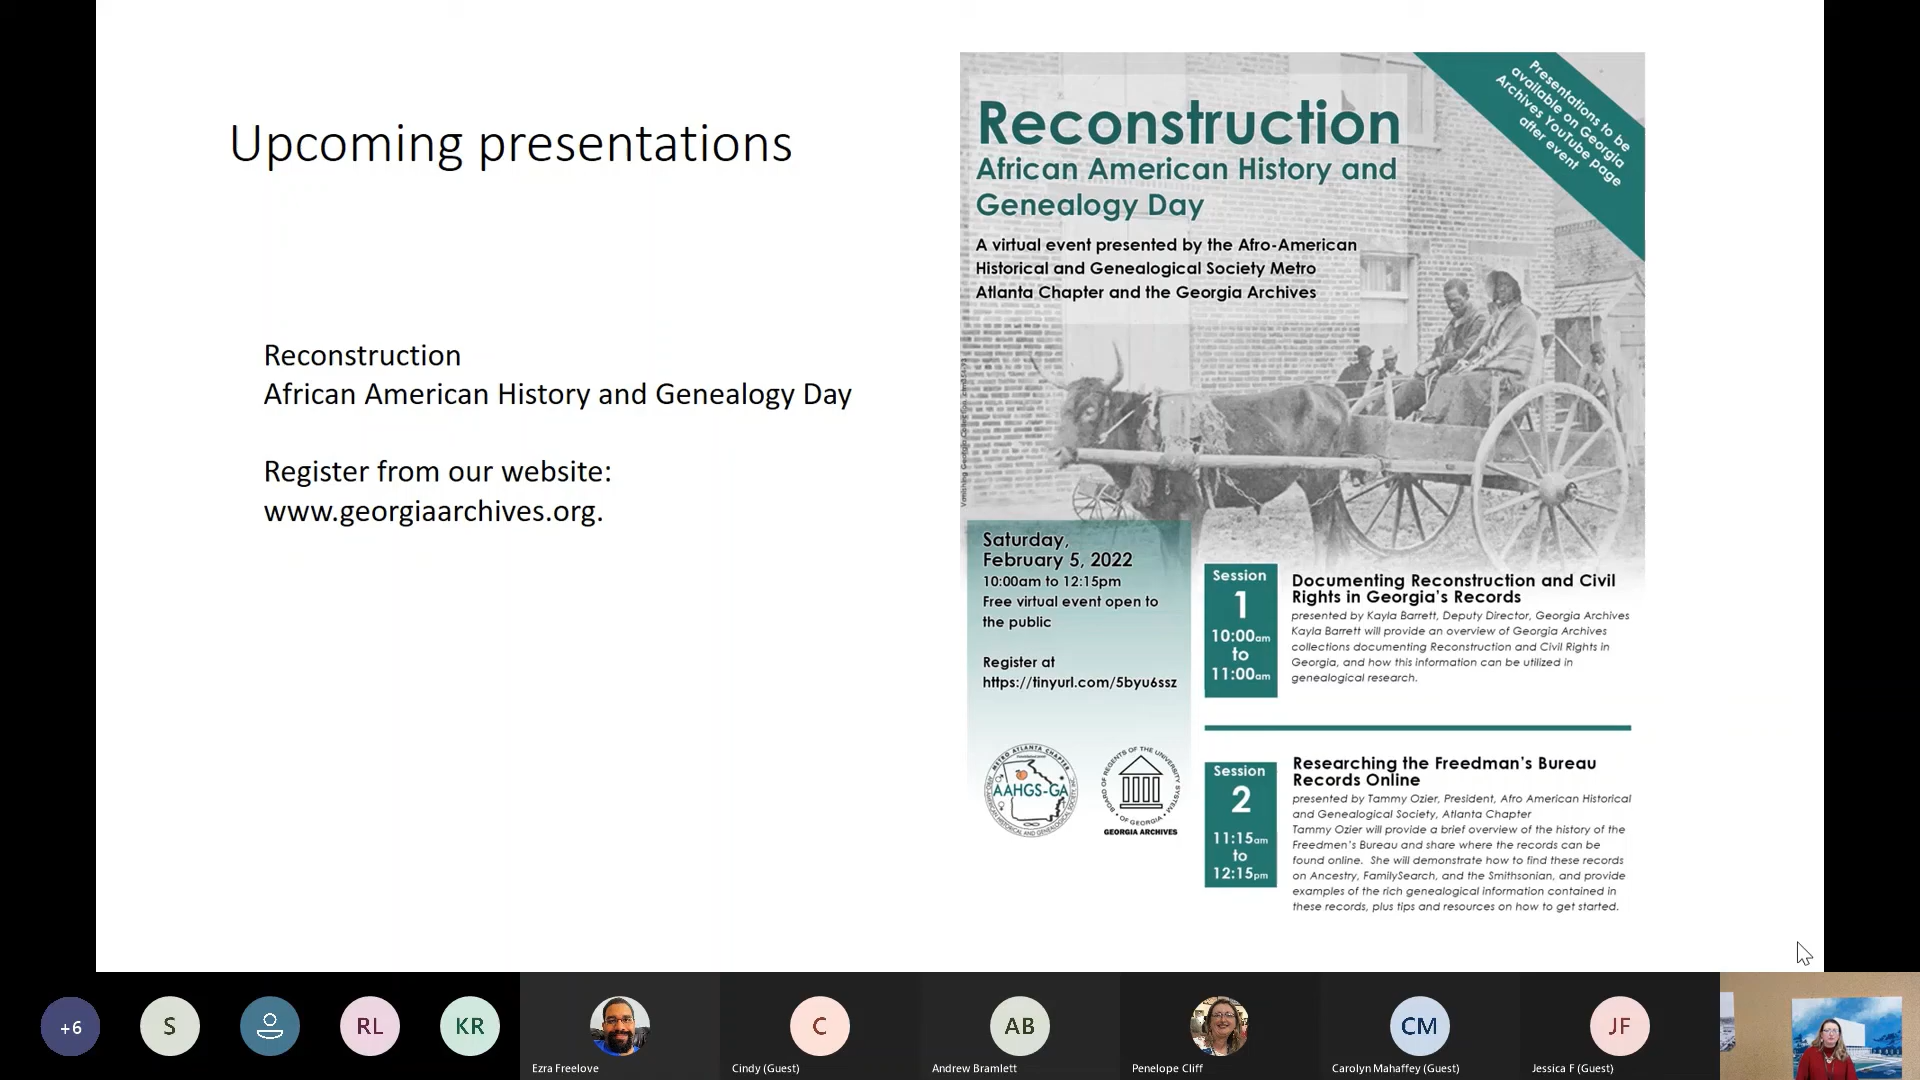 Upcoming presentations
Reconstruction
African American History and Genealogy Day
Register from our website:
www.georgiaarchives.org.
Presentations to be
available on Georgia
Archives YouTube page
after event
Reconstruction
African American History and
Genealogy Day
A virtual event presented by the Afro-American
Historical and Genealogical Society Metro
Atlanta Chapter and the Georgia Archives
Saturday,
February 5, 2022
10:00am to 12:15pm
Free virtual event open to
the public
Register at
https://tinyurl.com/5byu6ssz
METRO ATLANTA CHAPTER
AAHGS-GA
BOARD OF REGENTS OF THE UNIVERSITY SYSTEM OF GEORGIA
GEORGIA ARCHIVES
Session
1
10:00am
to
11:00am
Documenting Reconstruction and Civil
Rights in Georgia's Records
presented by Kayla Barrett, Deputy Director, Georgia Archives
Kayla Barrett will provide an overview of Georgia Archives
collections documenting Reconstruction and Civil Rights in
Georgia, and how this information can be utilized in
genealogical research.
Session
2
11:15am
to
12:15pm
Researching the Freedman's Bureau
Records Online
presented by Tammy Ozier, President, Afro American Historical
and Genealogical Society, Atlanta Chapter
Tammy Ozier will provide a brief overview of the history of the
Freedmen's Bureau and share where the records can be
found online. She will demonstrate how to find these records
on Ancestry, FamilySearch, and the Smithsonian, and provide
examples of the rich genealogical information contained in
these records, plus tips and resources on how to get started.
+6
S
RL
KR
Ezra Freelove
C
Cindy (Guest)
AB
Andrew Bramlett
Penelope Cliff
CM
Carolyn Mahaffey (Guest)
JF
Jessica F (Guest)